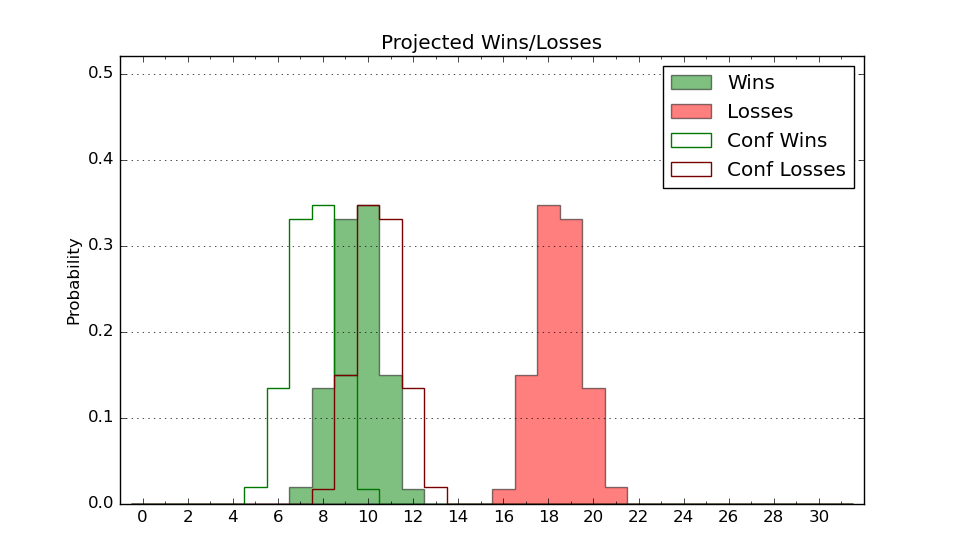 Projected Wins/Losses
Wins
Losses
Conf Wins
Conf Losses
Probability
0.5
0.4
0.3
0.2
0.1
0.0
0 2 4 6 8 10 12 14 16 18 20 22 24 26 28 30